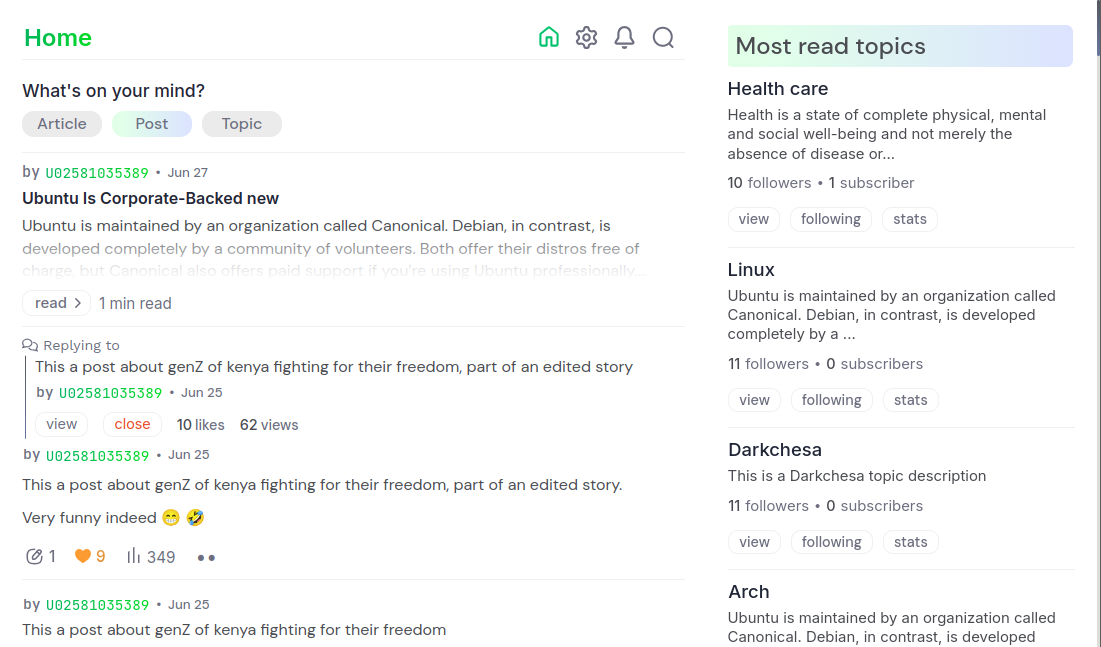 Home
What's on your mind?
Article Post Topic
by U02581035389 • Jun 27
Ubuntu Is Corporate-Backed new
Ubuntu is maintained by an organization called Canonical. Debian, in contrast, is
developed completely by a community of volunteers. Both offer their distros free of
charge, but Canonical also offers paid support if you're using Ubuntu professionally...
read 1 min read
Replying to
This a post about genZ of kenya fighting for their freedom, part of an edited story
by U02581035389 • Jun 25
view close 10 likes 62 views
by U02581035389 • Jun 25
This a post about genZ of kenya fighting for their freedom, part of an edited story.
Very funny indeed 😁 🤣
1 9 349
by U02581035389 • Jun 25
This a post about genZ of kenya fighting for their freedom
Most read topics
Health care
Health is a state of complete physical, mental
and social well-being and not merely the
absence of disease or...
10 followers • 1 subscriber
view following stats
Linux
Ubuntu is maintained by an organization called
Canonical. Debian, in contrast, is developed
completely by a ...
11 followers • 0 subscribers
view following stats
Darkchesa
This is a Darkchesa topic description
11 followers • 0 subscribers
view following stats
Arch
Ubuntu is maintained by an organization called
Canonical. Debian, in contrast, is developed